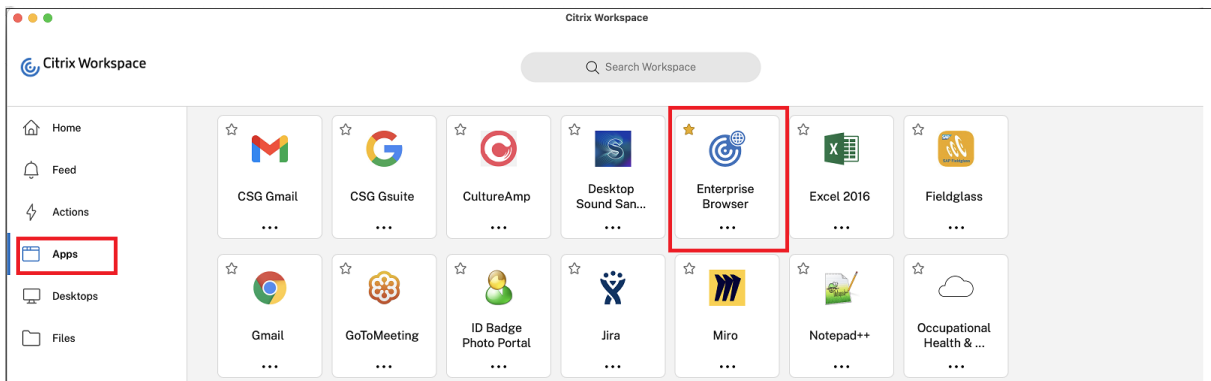 Citrix Workspace
Citrix Workspace
Search Workspace
Home
Feed
Actions
Apps
Desktops
Files
CSG Gmail
CSG Gsuite
CultureAmp
Desktop
Sound San...
Enterprise
Browser
Excel 2016
Fieldglass
Gmail
GoToMeeting
ID Badge
Photo Portal
Jira
Miro
Notepad++
Occupational
Health & ...